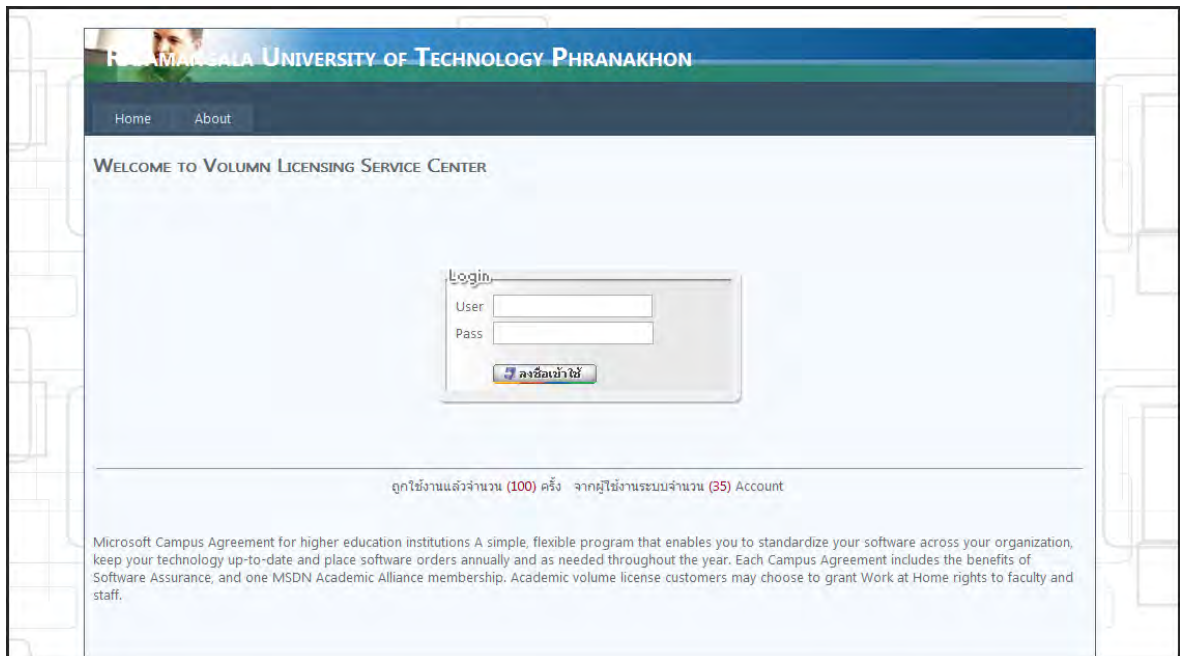 RAJAMANGALA UNIVERSITY OF TECHNOLOGY PHRANAKHON
Home About
WELCOME TO VOLUMN LICENSING SERVICE CENTER
Login
User
Pass
ลงชื่อเข้าใช้
ถูกใช้งานแล้วจำนวน (100) ครั้ง จากผู้ใช้งานระบบจำนวน (35) Account
Microsoft Campus Agreement for higher education institutions A simple, flexible program that enables you to standardize your software across your organization,
keep your technology up-to-date and place software orders annually and as needed throughout the year. Each Campus Agreement includes the benefits of
Software Assurance, and one MSDN Academic Alliance membership. Academic volume license customers may choose to grant Work at Home rights to faculty and
staff.